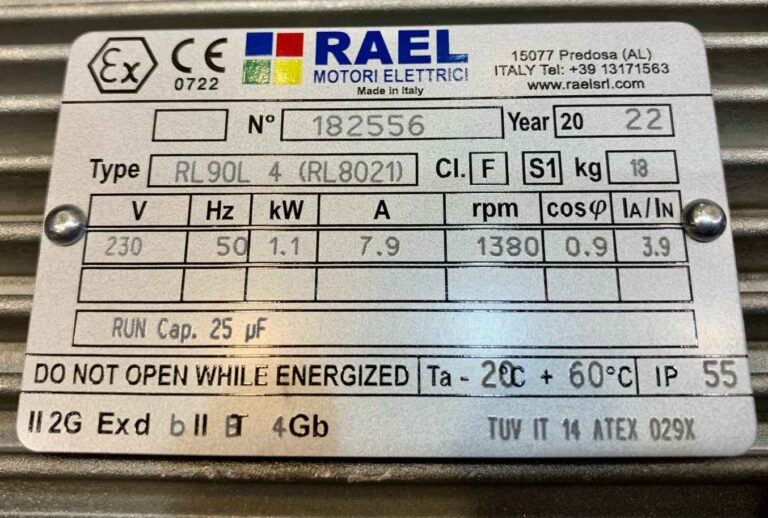 Ex CE 0722 RAEL
MOTORI ELETTRICI
Made in Italy
15077 Predosa (AL)
ITALY Tel: +39 13171563
www.raelsrl.com
N° 182556 Year 20 22
Type RL90L 4 (RL8021) Cl. F S1 kg 18
V Hz kW A rpm cosφ IA/IN
230 50 1.1 7.9 1380 0.9 3.9
RUN Cap. 25 µF
DO NOT OPEN WHILE ENERGIZED Ta - 20°C + 60°C IP 55
II 2G Exd b II B T 4Gb TUV IT 14 ATEX 029X